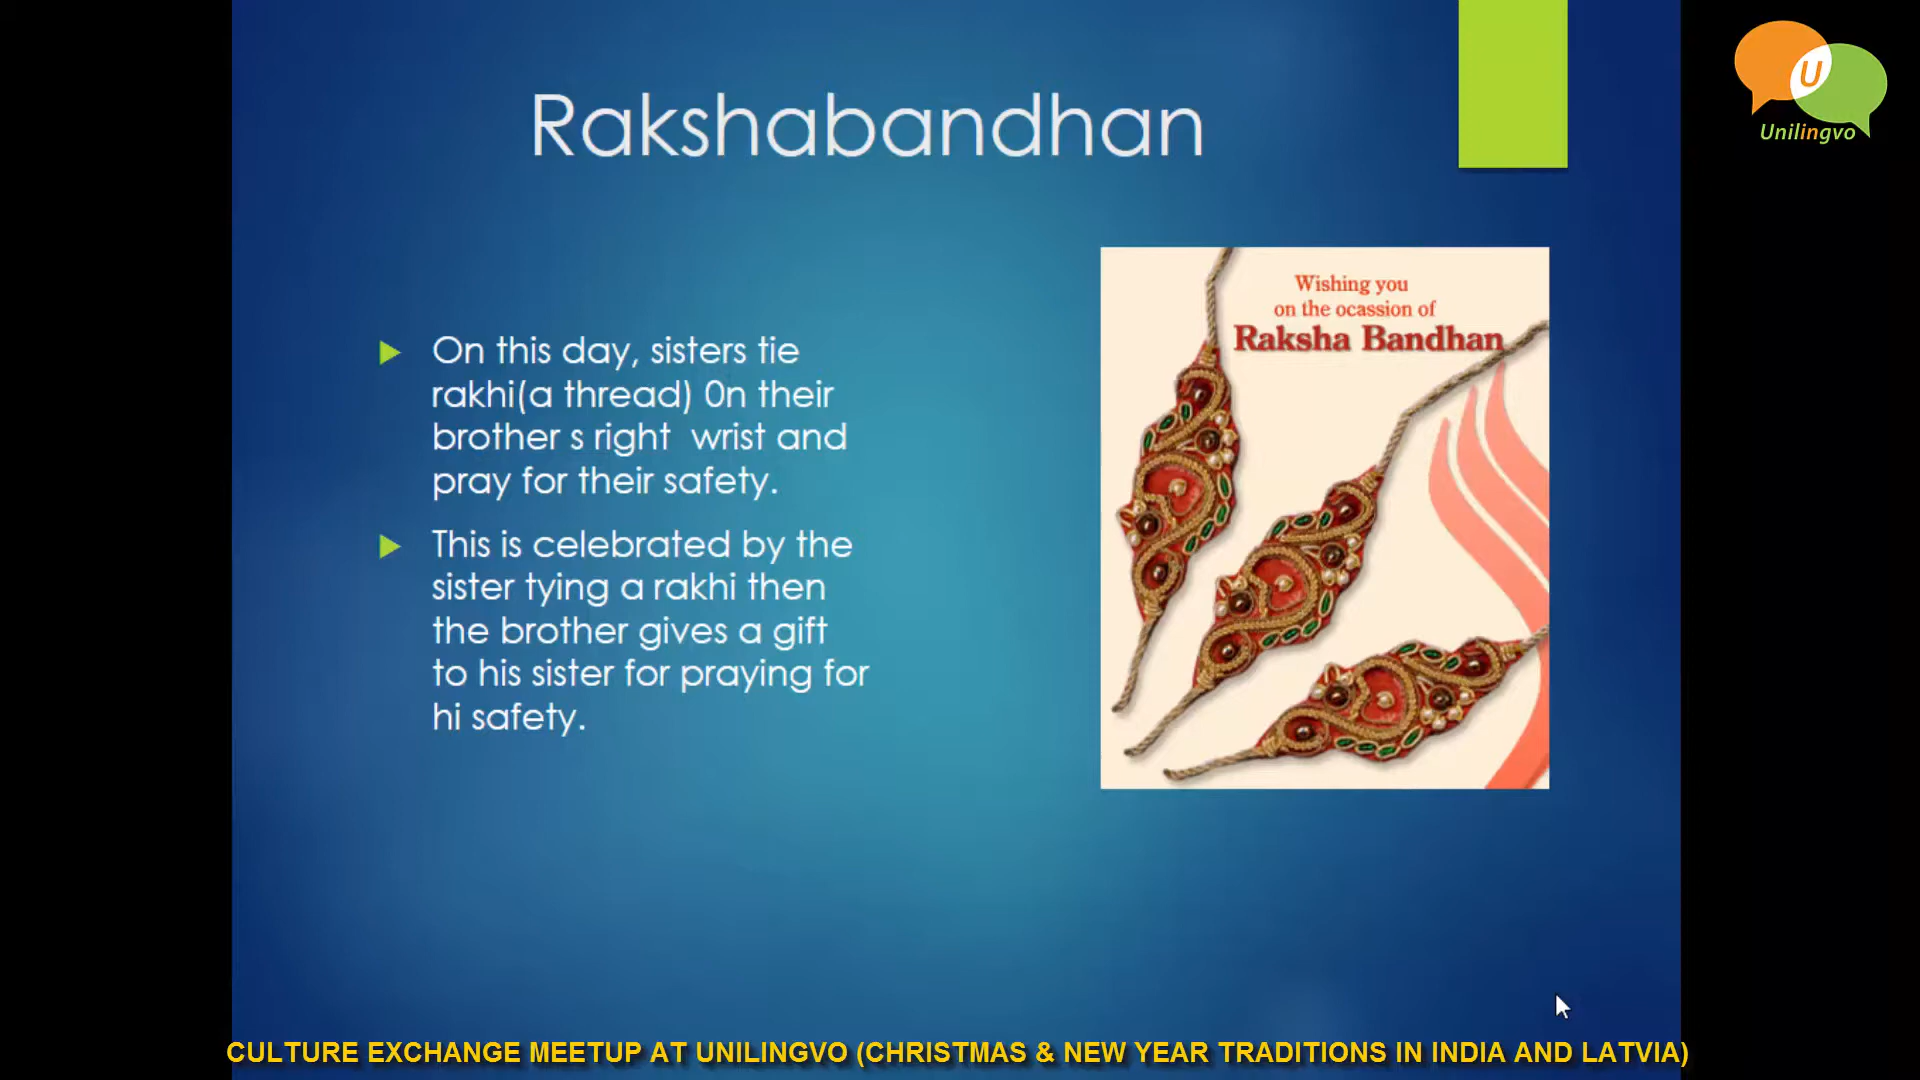 Rakshabandhan
U
Unilingvo
On this day, sisters tie
rakhi(a thread) 0n their
brother s right  wrist and
pray for their safety.
This is celebrated by the
sister tying a rakhi then
the brother gives a gift
to his sister for praying for
hi safety.
Wishing you
on the ocassion of
Raksha Bandhan
CULTURE EXCHANGE MEETUP AT UNILINGVO (CHRISTMAS & NEW YEAR TRADITIONS IN INDIA AND LATVIA)